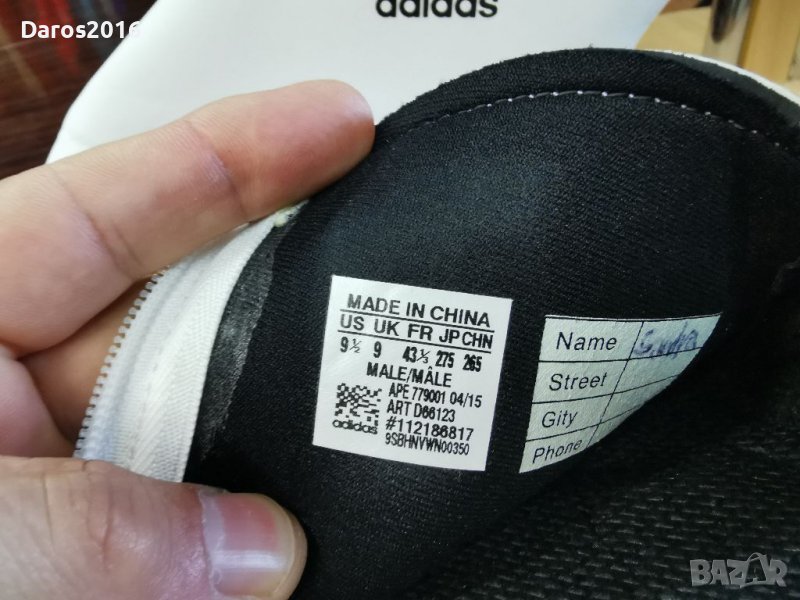 Daros2016
adidas
MADE IN CHINA
US UK FR JP CHN
9½ 9 43⅓ 275 265
MALE/MÂLE
APE 779001 04/15
ART D66123
#112186817
9SBHNVWN00350
adidas
Name
Street
Gity
Phone
BAZAR